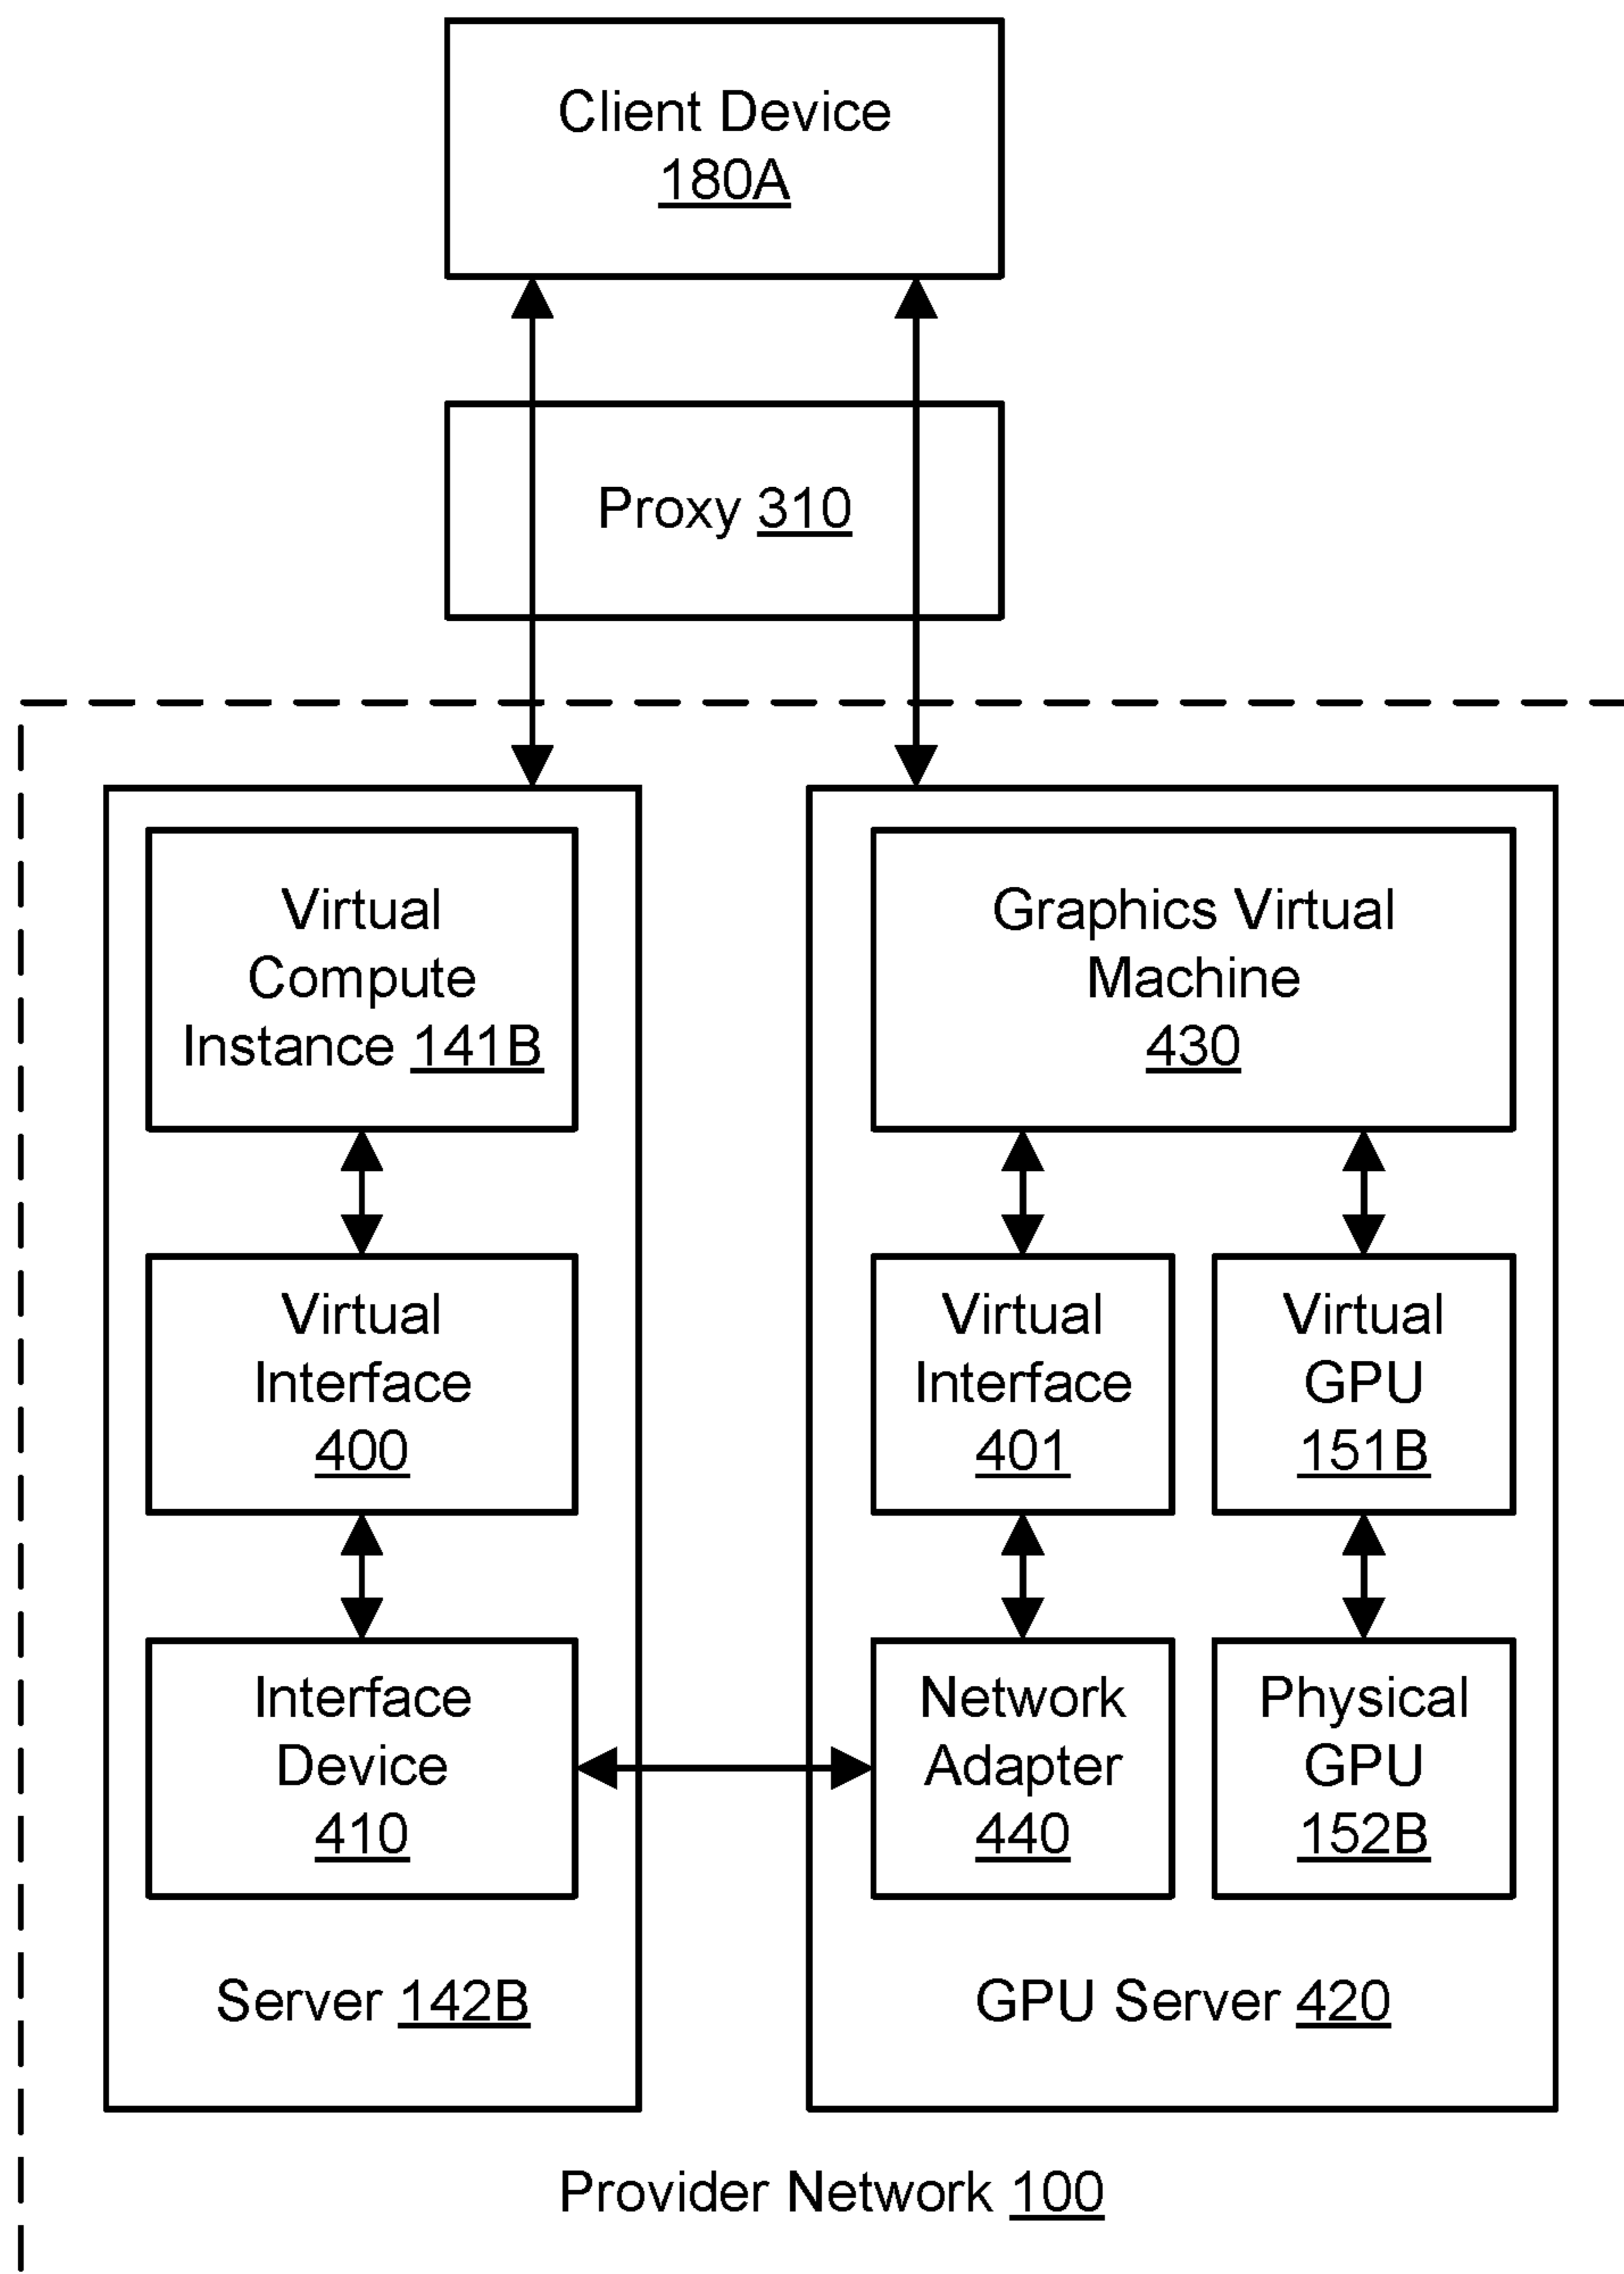 Client Device
180A
Proxy 310
Virtual
Compute
Instance 141B
Graphics Virtual
Machine
430
Virtual
Interface
400
Virtual
Interface
401
Virtual
GPU
151B
Interface
Device
410
Network
Adapter
440
Physical
GPU
152B
Server 142B
GPU Server 420
Provider Network 100